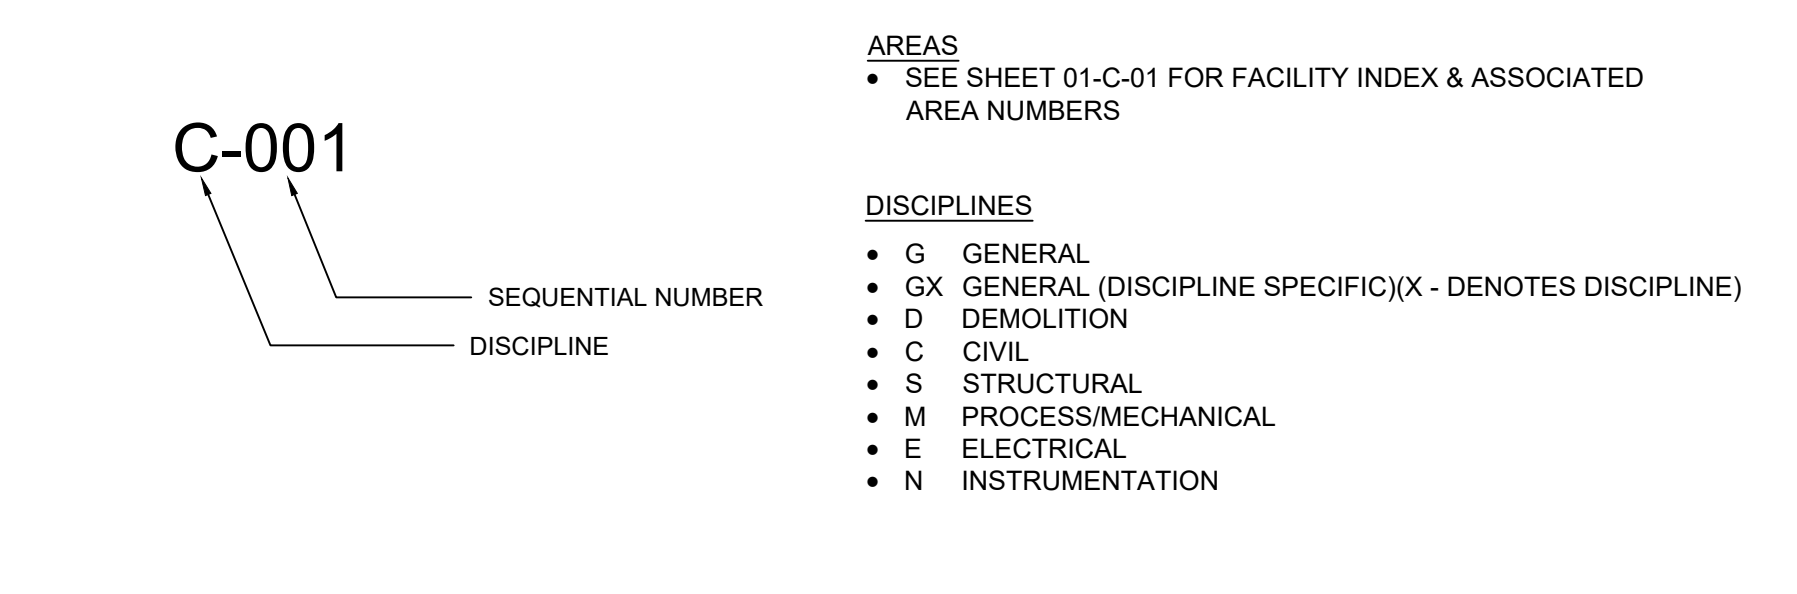 C-001
SEQUENTIAL NUMBER
DISCIPLINE
AREAS
• SEE SHEET 01-C-01 FOR FACILITY INDEX & ASSOCIATED
AREA NUMBERS
DISCIPLINES
• G GENERAL
• GX GENERAL (DISCIPLINE SPECIFIC)(X - DENOTES DISCIPLINE)
• D DEMOLITION
• C CIVIL
• S STRUCTURAL
• M PROCESS/MECHANICAL
• E ELECTRICAL
• N INSTRUMENTATION